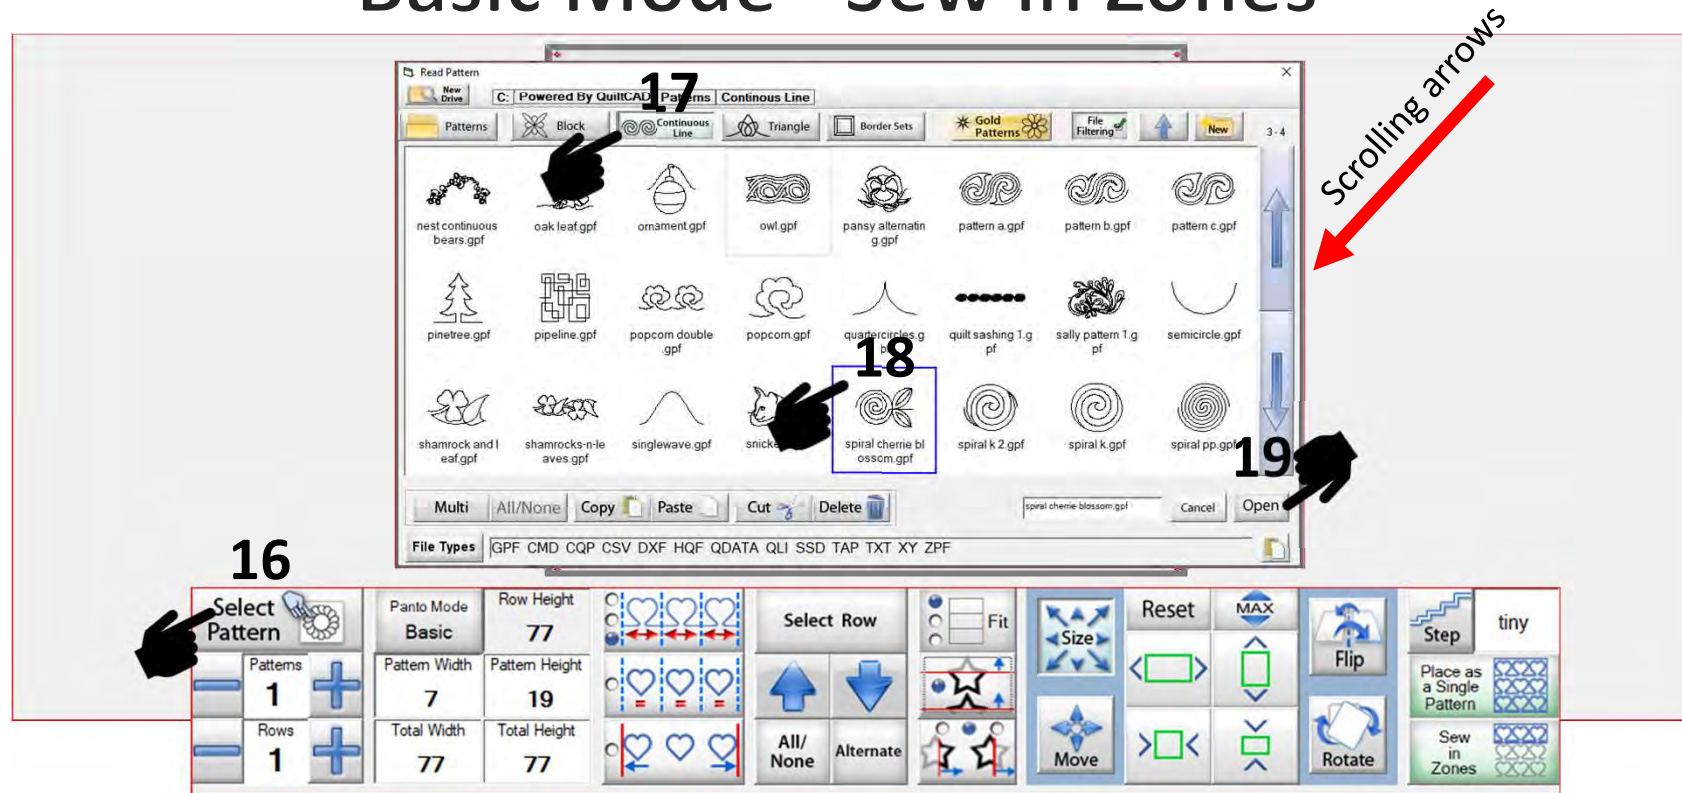 Basic Mode - Sew in Zones
Scrolling arrows
Read Pattern
17
New
Drive
C: Powered By QuiltCAD Patterns Continous Line
Patterns
Block
Continuous
Line
Triangle
Border Sets
Gold
Patterns
File
Filtering
New
3 - 4
nest continuous
bears.gpf
oak leaf.gpf
ornament.gpf
owl.gpf
pansy alternatin
g.gpf
pattern a.gpf
pattern b.gpf
pattern c.gpf
pinetree.gpf
pipeline.gpf
popcorn double
.gpf
popcorn.gpf
quartercircles.g
quilt sashing 1.g
pf
sally pattern 1.g
pf
semicircle.gpf
18
shamrock and l
eaf.gpf
shamrocks-n-le
aves.gpf
singlewave.gpf
spiral cherrie bl
ossom.gpf
spiral k 2.gpf
spiral k.gpf
spiral pp.gpf
19
Multi
All/None
Copy
Paste
Cut
Delete
spiral cherrie blossom.gpf
Cancel
Open
File Types
GPF CMD CQP CSV DXF HQF QDATA QLI SSD TAP TXT XY ZPF
16
Select
Pattern
Panto Mode
Basic
Row Height
77
Select Row
Fit
Size
Reset
MAX
Flip
Step
tiny
Patterns
1
Pattern Width
7
Pattern Height
19
Place as
a Single
Pattern
Rows
1
Total Width
77
Total Height
77
All/
None
Alternate
Move
Rotate
Sew
in
Zones